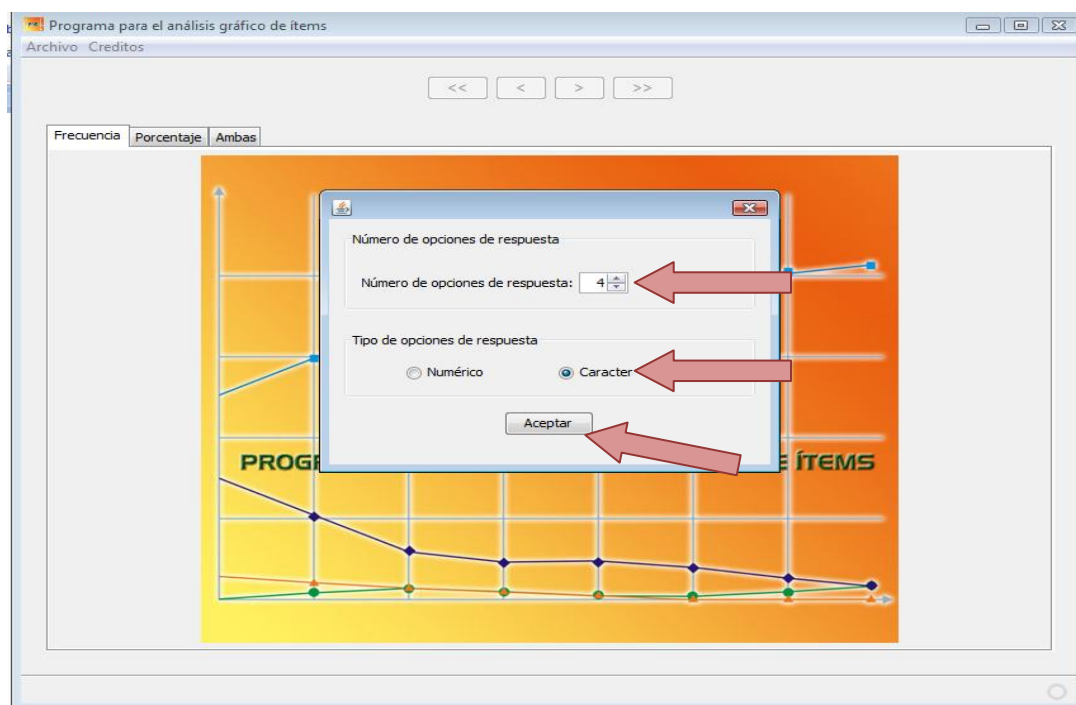 Programa para el análisis gráfico de ítems
Archivo Creditos
<< < > >>
Frecuencia Porcentaje Ambas
Número de opciones de respuesta
Número de opciones de respuesta: 4
Tipo de opciones de respuesta
Numérico Caracter
Aceptar
ÍTEMS